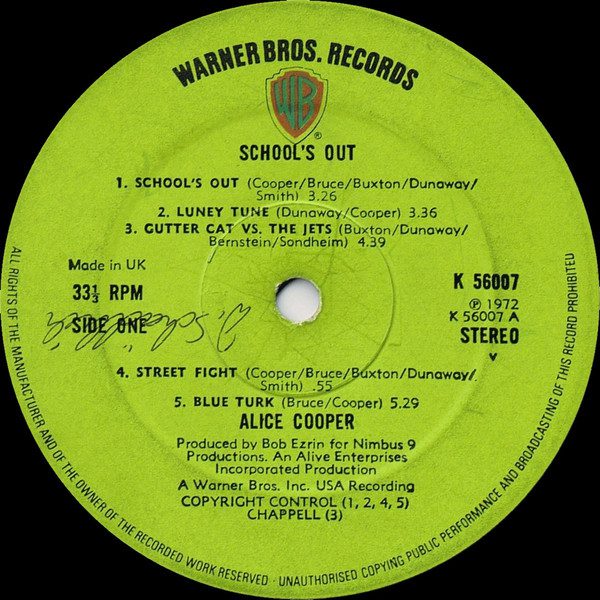 WARNER BROS. RECORDS
WB
®
SCHOOL'S OUT
1. SCHOOL'S OUT (Cooper/Bruce/Buxton/Dunaway/
Smith) 3.26
2. LUNEY TUNE (Dunaway/Cooper) 3.36
3. GUTTER CAT VS. THE JETS (Buxton/Dunaway/
Bernstein/Sondheim) 4.39
Made in UK
33⅓ RPM
SIDE ONE
K 56007
℗ 1972
K 56007 A
STEREO
v
4. STREET FIGHT (Cooper/Bruce/Buxton/Dunaway/
Smith) .55
5. BLUE TURK (Bruce/Cooper) 5.29
ALICE COOPER
Produced by Bob Ezrin for Nimbus 9
Productions. An Alive Enterprises
Incorporated Production
A Warner Bros. Inc. USA Recording
COPYRIGHT CONTROL (1, 2, 4, 5)
CHAPPELL (3)
ALL RIGHTS OF THE MANUFACTURER AND OF THE OWNER OF THE RECORDED WORK RESERVED · UNAUTHORISED COPYING PUBLIC PERFORMANCE AND BROADCASTING OF THIS RECORD PROHIBITED